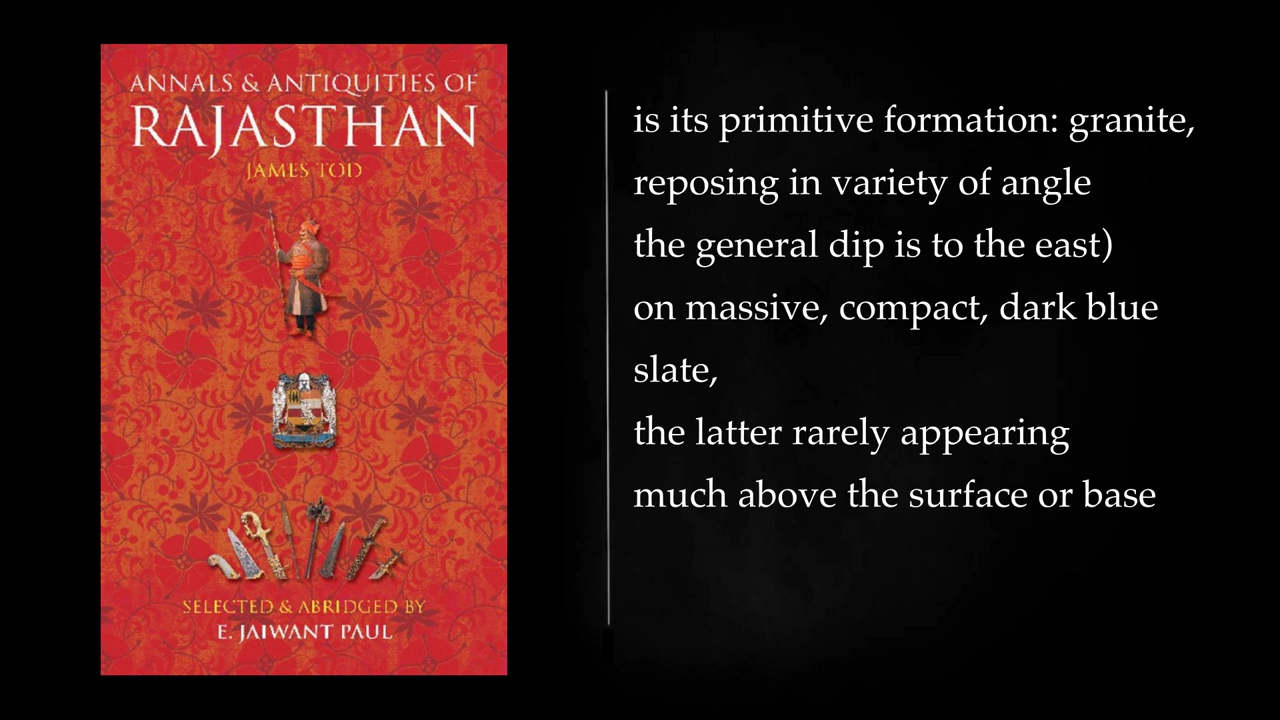 ANNALS & ANTIQUITIES OF
RAJASTHAN
JAMES TOD
SELECTED & ABRIDGED BY
E. JAIWANT PAUL
is its primitive formation: granite,
reposing in variety of angle
the general dip is to the east)
on massive, compact, dark blue
slate,
the latter rarely appearing
much above the surface or base